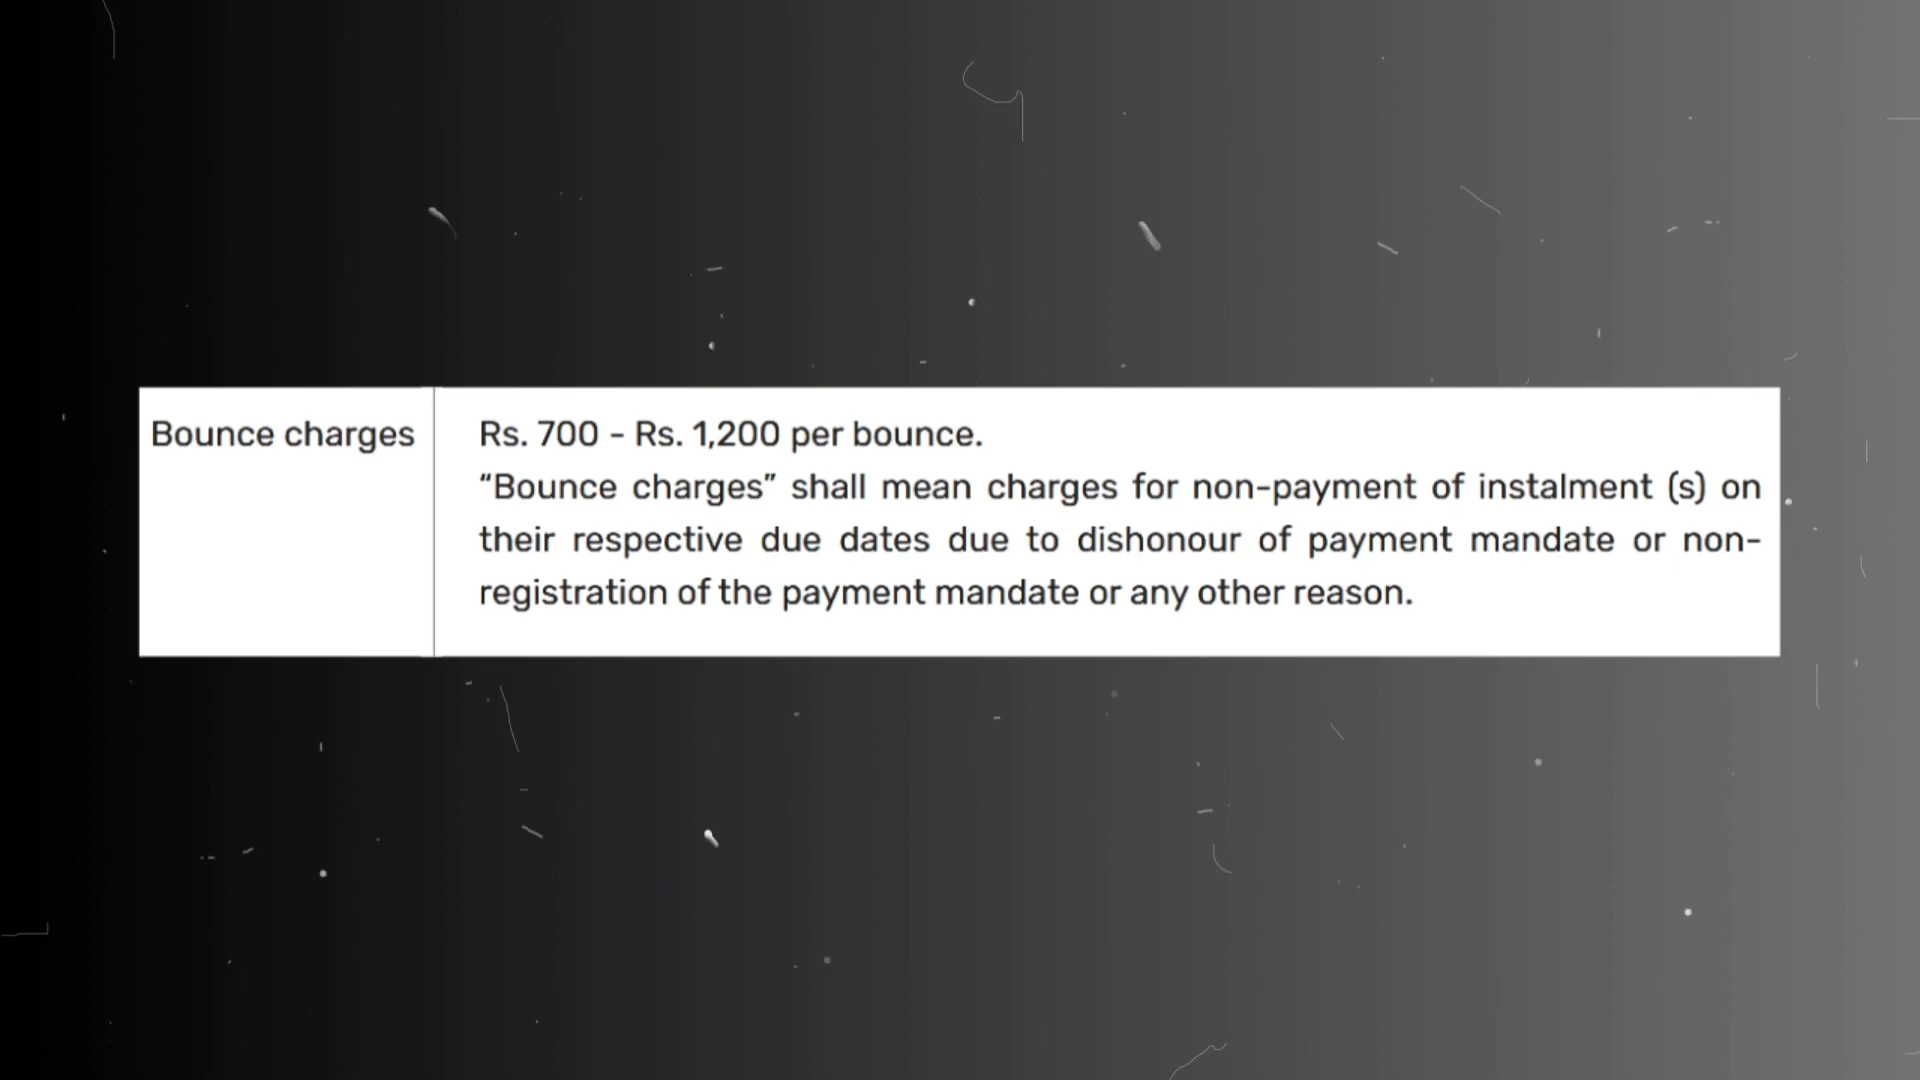 Bounce charges
Rs. 700 - Rs. 1,200 per bounce.
“Bounce charges” shall mean charges for non-payment of instalment (s) on
their respective due dates due to dishonour of payment mandate or non-
registration of the payment mandate or any other reason.